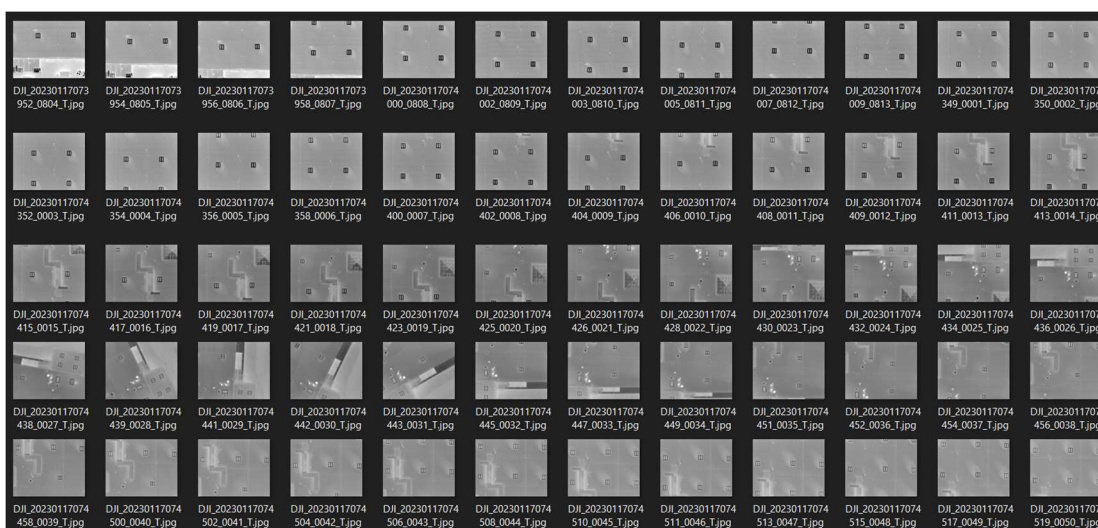 DJI_20230117073 DJI_20230117073 DJI_20230117073 DJI_20230117073 DJI_20230117074 DJI_20230117074 DJI_20230117074 DJI_20230117074 DJI_20230117074 DJI_20230117074 DJI_20230117074 DJI_2023011707
952_0804_T.jpg 954_0805_T.jpg 956_0806_T.jpg 958_0807_T.jpg 000_0808_T.jpg 002_0809_T.jpg 003_0810_T.jpg 005_0811_T.jpg 007_0812_T.jpg 009_0813_T.jpg 349_0001_T.jpg 350_0002_T.jpg
DJI_20230117074 DJI_20230117074 DJI_20230117074 DJI_20230117074 DJI_20230117074 DJI_20230117074 DJI_20230117074 DJI_20230117074 DJI_20230117074 DJI_20230117074 DJI_20230117074 DJI_2023011707
352_0003_T.jpg 354_0004_T.jpg 356_0005_T.jpg 358_0006_T.jpg 400_0007_T.jpg 402_0008_T.jpg 404_0009_T.jpg 406_0010_T.jpg 408_0011_T.jpg 409_0012_T.jpg 411_0013_T.jpg 413_0014_T.jpg
DJI_20230117074 DJI_20230117074 DJI_20230117074 DJI_20230117074 DJI_20230117074 DJI_20230117074 DJI_20230117074 DJI_20230117074 DJI_20230117074 DJI_20230117074 DJI_20230117074 DJI_2023011707
415_0015_T.jpg 417_0016_T.jpg 419_0017_T.jpg 421_0018_T.jpg 423_0019_T.jpg 425_0020_T.jpg 426_0021_T.jpg 428_0022_T.jpg 430_0023_T.jpg 432_0024_T.jpg 434_0025_T.jpg 436_0026_T.jpg
DJI_20230117074 DJI_20230117074 DJI_20230117074 DJI_20230117074 DJI_20230117074 DJI_20230117074 DJI_20230117074 DJI_20230117074 DJI_20230117074 DJI_20230117074 DJI_20230117074 DJI_2023011707
438_0027_T.jpg 439_0028_T.jpg 441_0029_T.jpg 442_0030_T.jpg 443_0031_T.jpg 445_0032_T.jpg 447_0033_T.jpg 449_0034_T.jpg 451_0035_T.jpg 452_0036_T.jpg 454_0037_T.jpg 456_0038_T.jpg
DJI_20230117074 DJI_20230117074 DJI_20230117074 DJI_20230117074 DJI_20230117074 DJI_20230117074 DJI_20230117074 DJI_20230117074 DJI_20230117074 DJI_20230117074 DJI_20230117074 DJI_2023011707
458_0039_T.jpg 500_0040_T.jpg 502_0041_T.jpg 504_0042_T.jpg 506_0043_T.jpg 508_0044_T.jpg 510_0045_T.jpg 511_0046_T.jpg 513_0047_T.jpg 515_0048_T.jpg 517_0049_T.jpg 519_0050_T.jpg